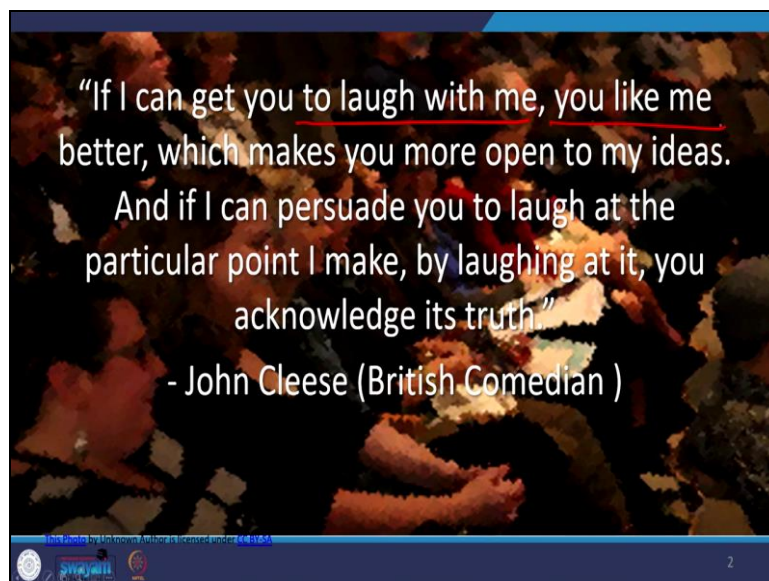 “If I can get you to laugh with me, you like me
better, which makes you more open to my ideas.
And if I can persuade you to laugh at the
particular point I make, by laughing at it, you
acknowledge its truth.”
- John Cleese (British Comedian )
This Photo by Unknown Author is licensed under CC BY-SA
swayam
2